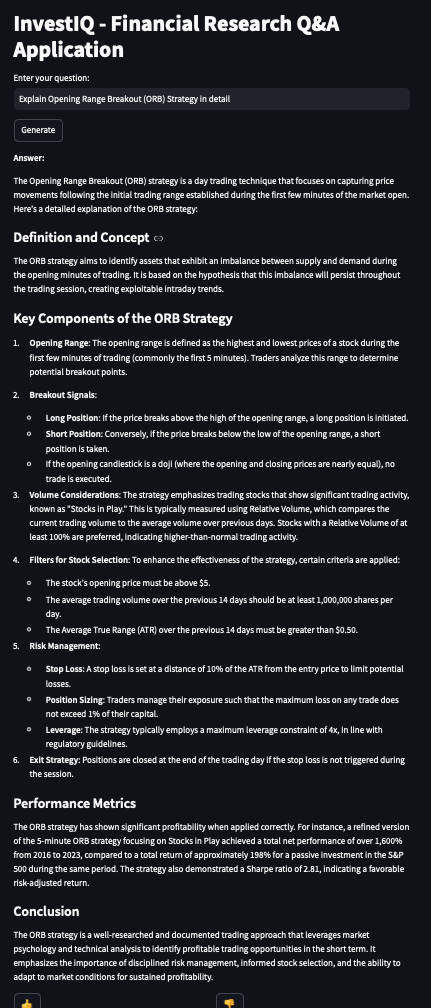 InvestIQ - Financial Research Q&A
Application
Enter your question:
Explain Opening Range Breakout (ORB) Strategy in detail
Generate
Answer:
The Opening Range Breakout (ORB) strategy is a day trading technique that focuses on capturing price
movements following the initial trading range established during the first few minutes of the market open.
Here's a detailed explanation of the ORB strategy:
Definition and Concept
The ORB strategy aims to identify assets that exhibit an imbalance between supply and demand during
the opening minutes of trading. It is based on the hypothesis that this imbalance will persist throughout
the trading session, creating exploitable intraday trends.
Key Components of the ORB Strategy
1. Opening Range: The opening range is defined as the highest and lowest prices of a stock during the
first few minutes of trading (commonly the first 5 minutes). Traders analyze this range to determine
potential breakout points.
2. Breakout Signals:
Long Position: If the price breaks above the high of the opening range, a long position is initiated.
Short Position: Conversely, if the price breaks below the low of the opening range, a short
position is taken.
If the opening candlestick is a doji (where the opening and closing prices are nearly equal), no
trade is executed.
3. Volume Considerations: The strategy emphasizes trading stocks that show significant trading activity,
known as "Stocks in Play." This is typically measured using Relative Volume, which compares the
current trading volume to the average volume over previous days. Stocks with a Relative Volume of at
least 100% are preferred, indicating higher-than-normal trading activity.
4. Filters for Stock Selection: To enhance the effectiveness of the strategy, certain criteria are applied:
The stock's opening price must be above $5.
The average trading volume over the previous 14 days should be at least 1,000,000 shares per
day.
The Average True Range (ATR) over the previous 14 days must be greater than $0.50.
5. Risk Management:
Stop Loss: A stop loss is set at a distance of 10% of the ATR from the entry price to limit potential
losses.
Position Sizing: Traders manage their exposure such that the maximum loss on any trade does
not exceed 1% of their capital.
Leverage: The strategy typically employs a maximum leverage constraint of 4x, in line with
regulatory guidelines.
6. Exit Strategy: Positions are closed at the end of the trading day if the stop loss is not triggered during
the session.
Performance Metrics
The ORB strategy has shown significant profitability when applied correctly. For instance, a refined version
of the 5-minute ORB strategy focusing on Stocks in Play achieved a total net performance of over 1,600%
from 2016 to 2023, compared to a total return of approximately 198% for a passive investment in the S&P
500 during the same period. The strategy also demonstrated a Sharpe ratio of 2.81, indicating a favorable
risk-adjusted return.
Conclusion
The ORB strategy is a well-researched and documented trading approach that leverages market
psychology and technical analysis to identify profitable trading opportunities in the short term. It
emphasizes the importance of disciplined risk management, informed stock selection, and the ability to
adapt to market conditions for sustained profitability.